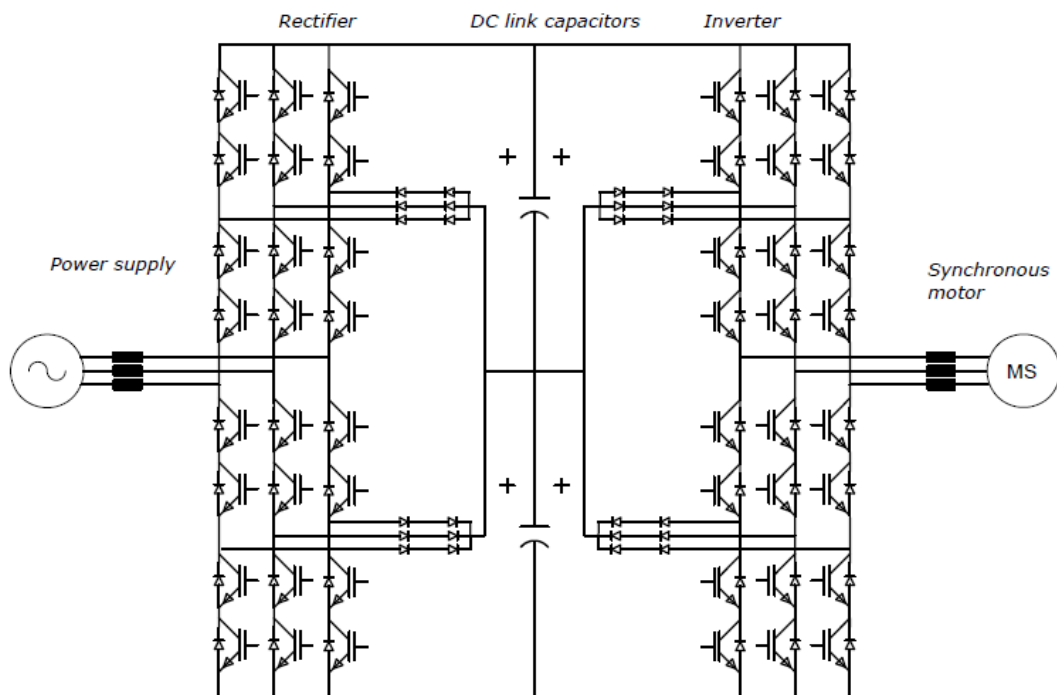 Rectifier
DC link capacitors
Inverter
+ +
Power supply
Synchronous
motor
MS
+ +